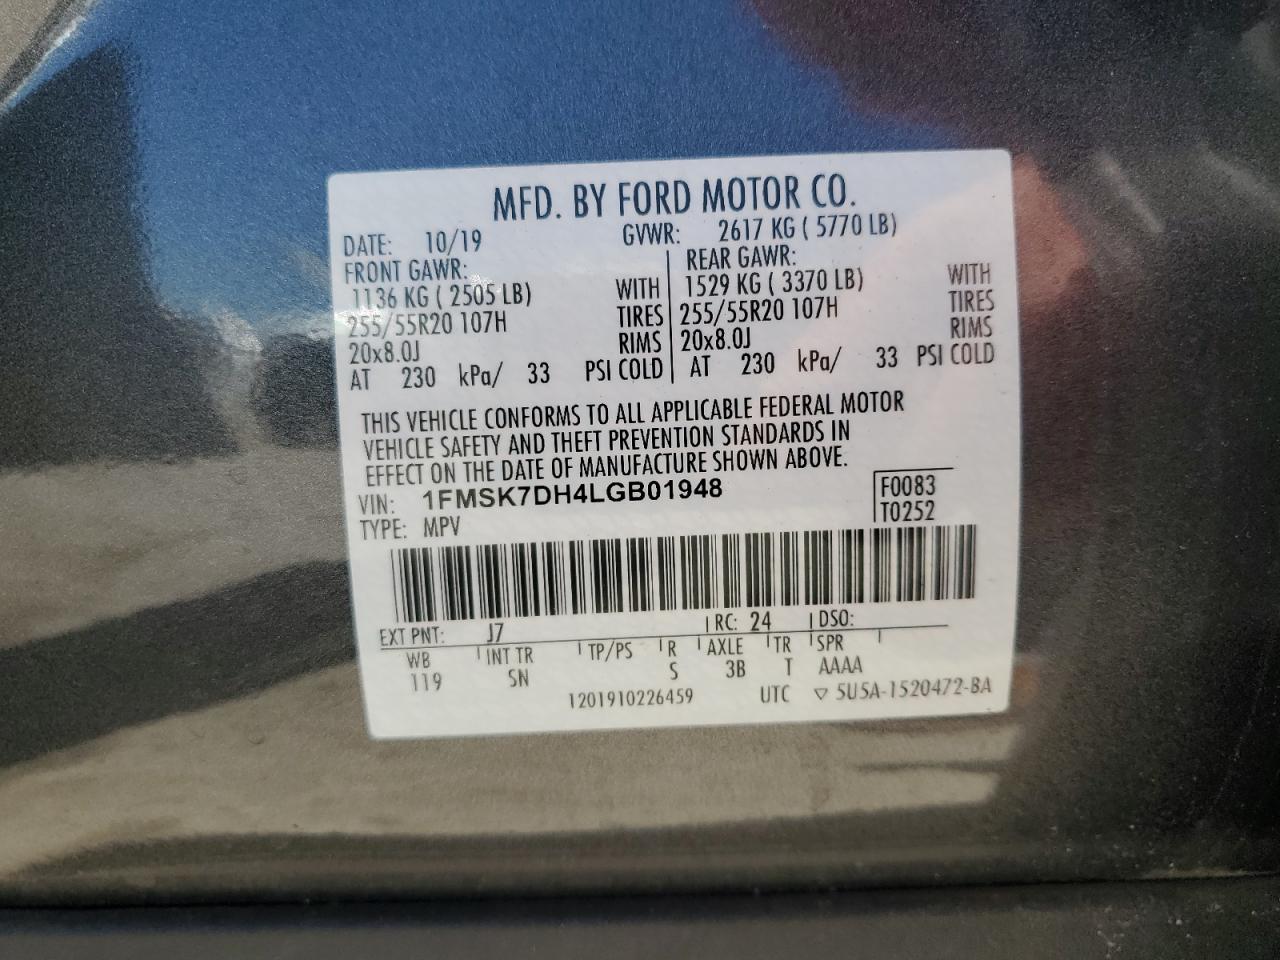 MFD. BY FORD MOTOR CO.
DATE: 10/19 GVWR: 2617 KG ( 5770 LB)
FRONT GAWR: REAR GAWR:
1136 KG ( 2505 LB) WITH 1529 KG ( 3370 LB) WITH
255/55R20 107H TIRES 255/55R20 107H TIRES
20x8.0J RIMS 20x8.0J RIMS
AT 230 kPa/ 33 PSI COLD AT 230 kPa/ 33 PSI COLD
THIS VEHICLE CONFORMS TO ALL APPLICABLE FEDERAL MOTOR
VEHICLE SAFETY AND THEFT PREVENTION STANDARDS IN
EFFECT ON THE DATE OF MANUFACTURE SHOWN ABOVE.
VIN: 1FMSK7DH4LGB01948 F0083
TYPE: MPV T0252
EXT PNT: J7 RC: 24 DSO:
WB INT TR TP/PS R AXLE TR SPR
119 SN S 3B T AAAA
1201910226459 UTC ▽ 5U5A-1520472-BA